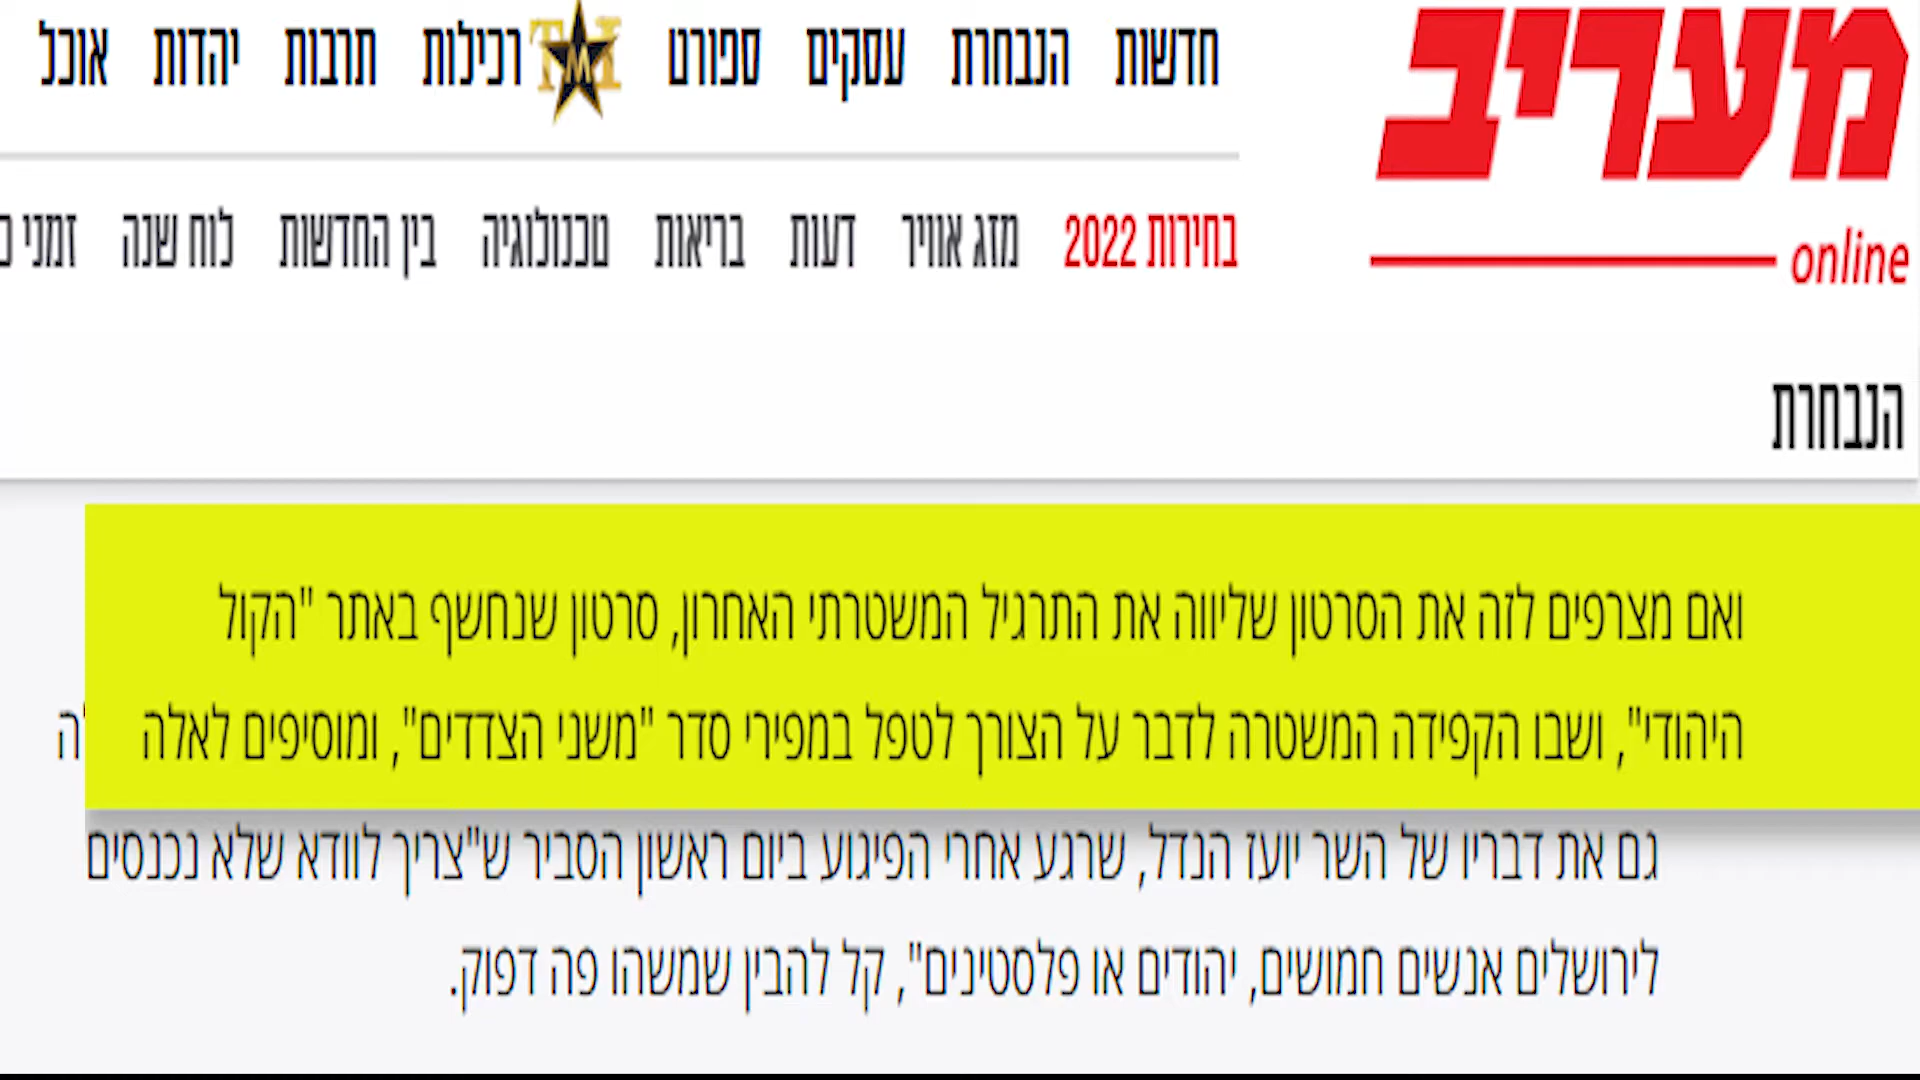 מעריב
online
חדשות הנבחרת עסקים ספורט TMI רכילות תרבות יהדות אוכל
בחירות 2022 מזג אוויר דעות בריאות טכנולוגיה בין החדשות לוח שנה זמני
הנבחרת
ואם מצרפים לזה את הסרטון שליווה את התרגיל המשטרתי האחרון, סרטון שנחשף באתר "הקול
היהודי", ושבו הקפידה המשטרה לדבר על הצורך לטפל במפירי סדר "משני הצדדים", ומוסיפים לאלה
גם את דבריו של השר יועז הנדל, שרגע אחרי הפיגוע ביום ראשון הסביר ש"צריך לוודא שלא נכנסים
לירושלים אנשים חמושים, יהודים או פלסטינים", קל להבין שמשהו פה דפוק.